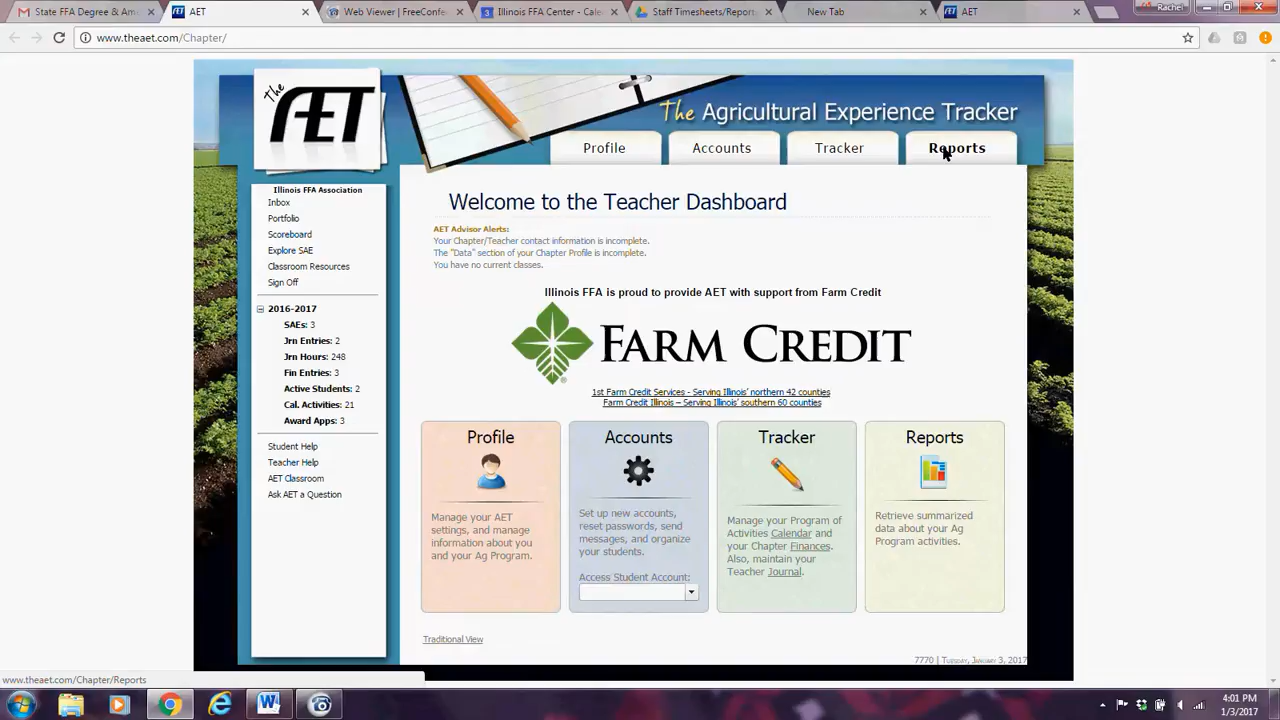 State FFA Degree & Am
AET
Web Viewer | FreeConfe
Illinois FFA Center - Cale
Staff Timesheets/Report
New Tab
AET
Rachel
www.theaet.com/Chapter/
The AET
The Agricultural Experience Tracker
Profile
Accounts
Tracker
Reports
Illinois FFA Association
Inbox
Portfolio
Scoreboard
Explore SAE
Classroom Resources
Sign Off
2016-2017
SAEs: 3
Jrn Entries: 2
Jrn Hours: 248
Fin Entries: 3
Active Students: 2
Cal. Activities: 21
Award Apps: 3
Student Help
Teacher Help
AET Classroom
Ask AET a Question
Welcome to the Teacher Dashboard
AET Advisor Alerts:
Your Chapter/Teacher contact information is incomplete.
The "Data" section of your Chapter Profile is incomplete.
You have no current classes.
Illinois FFA is proud to provide AET with support from Farm Credit
FARM CREDIT
1st Farm Credit Services - Serving Illinois' northern 42 counties
Farm Credit Illinois – Serving Illinois' southern 60 counties
Profile
Manage your AET
settings, and manage
information about you
and your Ag Program.
Accounts
Set up new accounts,
reset passwords, send
messages, and organize
your students.
Access Student Account:
Tracker
Manage your Program of
Activities Calendar and
your Chapter Finances.
Also, maintain your
Teacher Journal.
Reports
Retrieve summarized
data about your Ag
Program activities.
Traditional View
7770 | Tuesday, January 3, 2017
www.theaet.com/Chapter/Reports
4:01 PM
1/3/2017